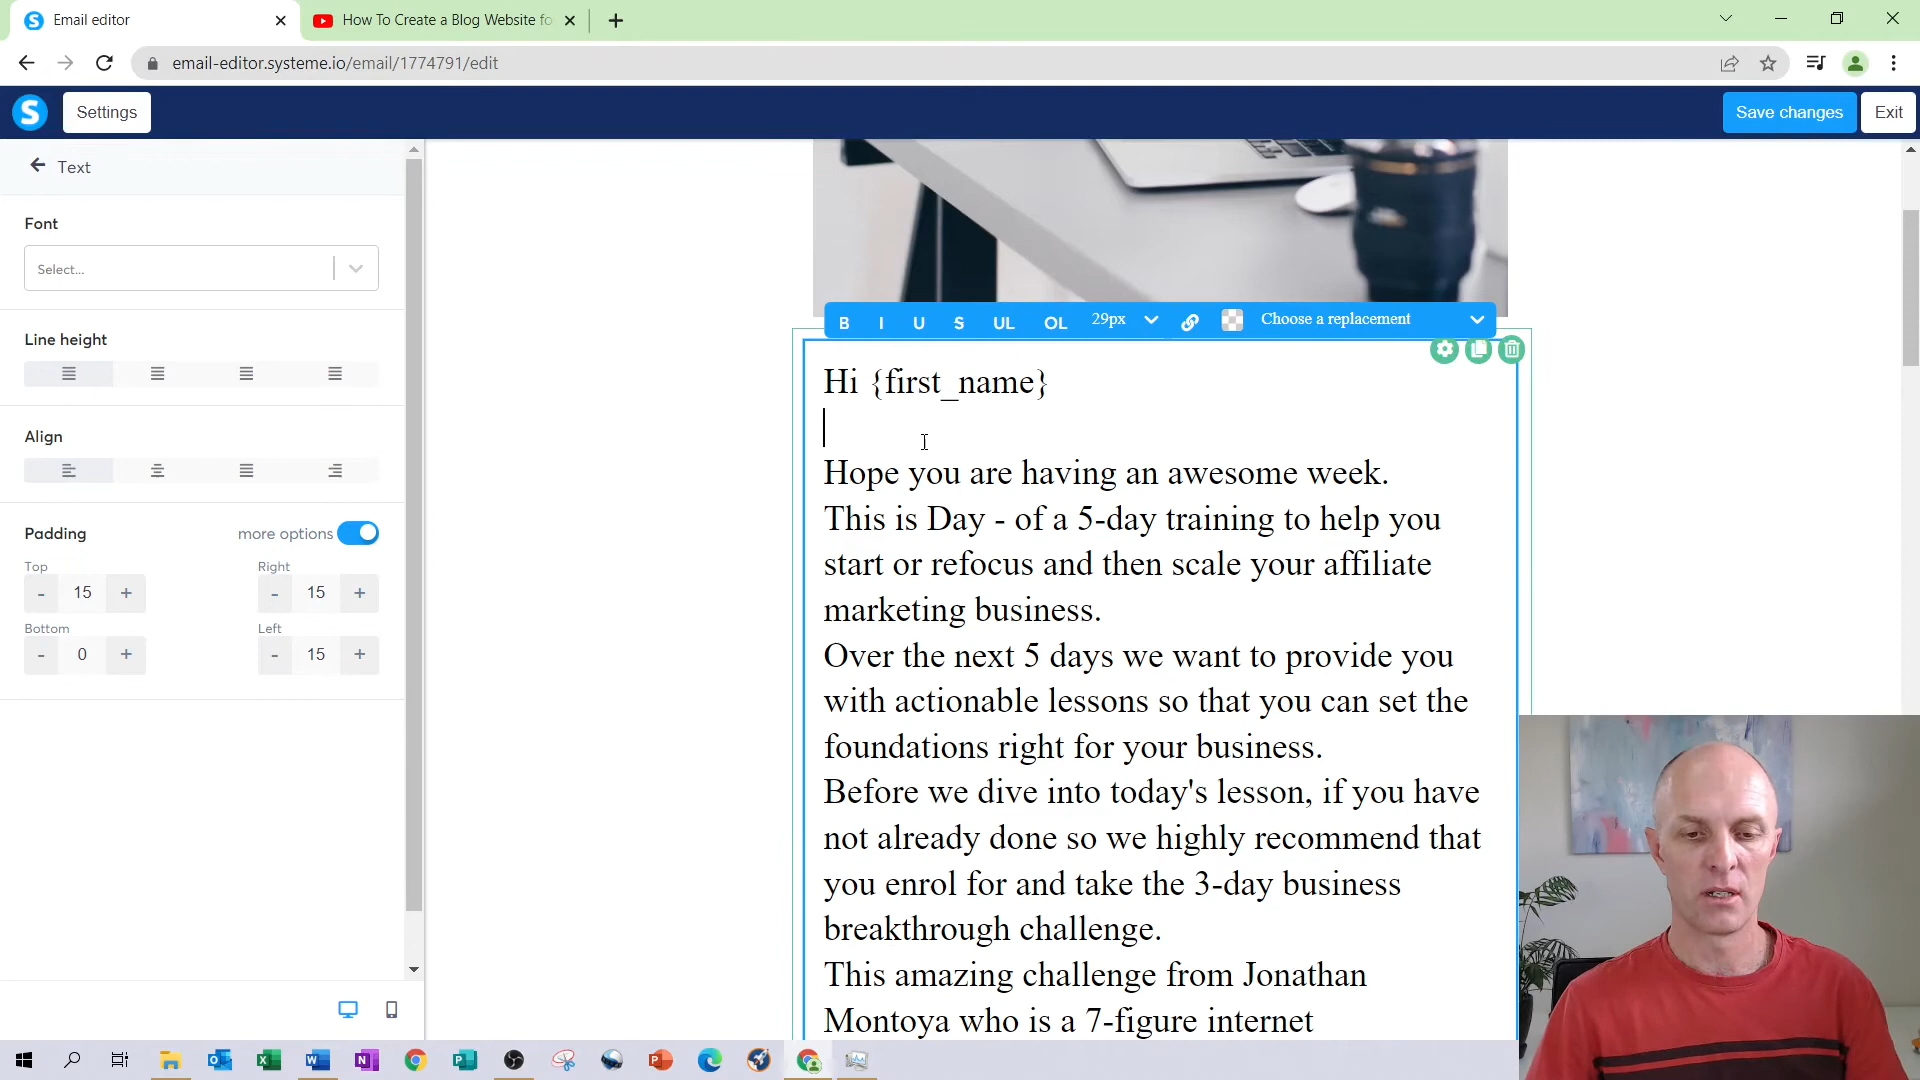 Email editor
How To Create a Blog Website fo
email-editor.systeme.io/email/1774791/edit
S
Settings
Save changes
Exit
Text
Font
Select...
Line height
Align
Padding
more options
Top
Right
- 15 +
- 15 +
Bottom
Left
- 0 +
- 15 +
B I U S UL OL 29px Choose a replacement
Hi {first_name}
Hope you are having an awesome week.
This is Day - of a 5-day training to help you
start or refocus and then scale your affiliate
marketing business.
Over the next 5 days we want to provide you
with actionable lessons so that you can set the
foundations right for your business.
Before we dive into today's lesson, if you have
not already done so we highly recommend that
you enrol for and take the 3-day business
breakthrough challenge.
This amazing challenge from Jonathan
Montoya who is a 7-figure internet